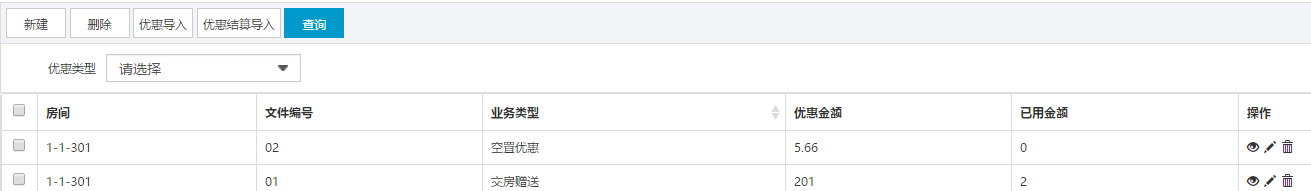 新建 删除 优惠导入 优惠结算导入 查询
优惠类型 请选择
房间 文件编号 业务类型 优惠金额 已用金额 操作
1-1-301 02 空置优惠 5.66 0
1-1-301 01 交房赠送 201 2